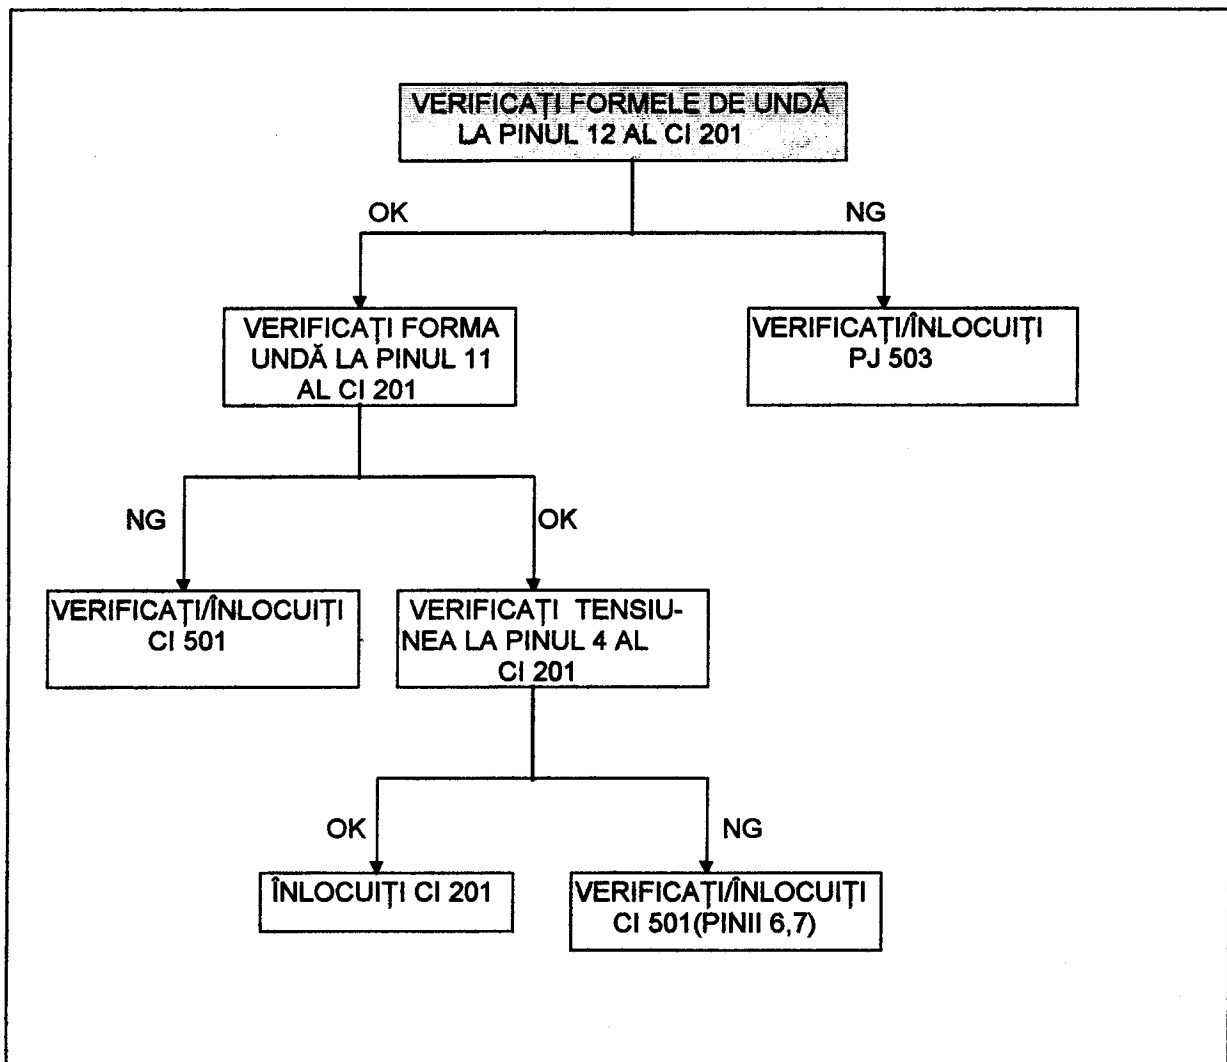 VERIFICAȚI FORMELE DE UNDĂ
LA PINUL 12 AL CI 201
OK
NG
VERIFICAȚI FORMA
UNDĂ LA PINUL 11
AL CI 201
VERIFICAȚI/ÎNLOCUIȚI
PJ 503
NG
OK
VERIFICAȚI/ÎNLOCUIȚI
CI 501
VERIFICAȚI TENSIU-
NEA LA PINUL 4 AL
CI 201
OK
NG
ÎNLOCUIȚI CI 201
VERIFICAȚI/ÎNLOCUIȚI
CI 501(PINII 6,7)